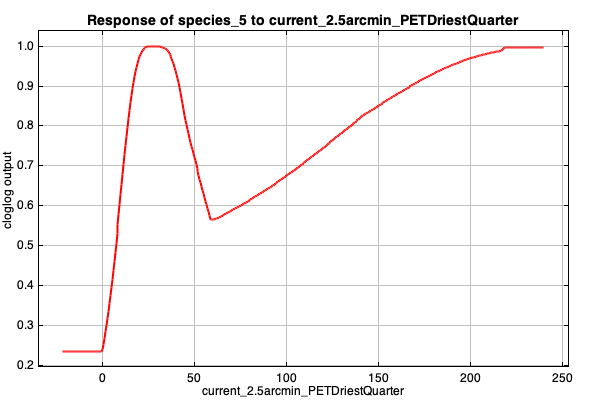 Response of species_5 to current_2.5arcmin_PETDriestQuarter
1.0
0.9
0.8
0.7
0.6
0.5
0.4
0.3
0.2
cloglog output
0 50 100 150 200 250
current_2.5arcmin_PETDriestQuarter